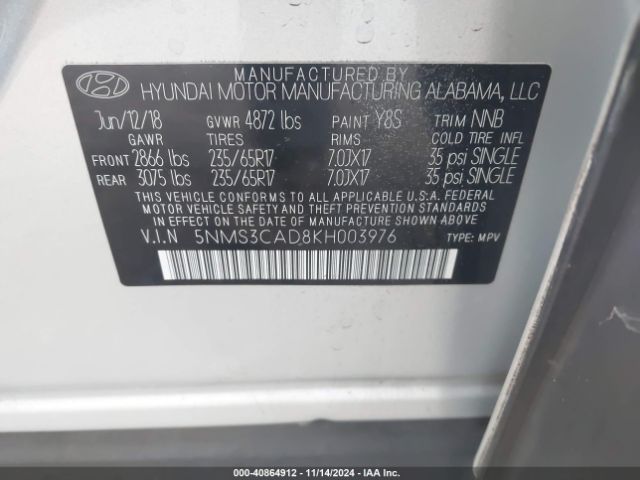 MANUFACTURED BY
HYUNDAI MOTOR MANUFACTURING ALABAMA, LLC
Jun/12/18 GVWR 4872 lbs PAINT Y8S TRIM NNB
GAWR TIRES RIMS COLD TIRE INFL
FRONT 2866 lbs 235/65R17 7.0JX17 35 psi SINGLE
REAR 3075 lbs 235/65R17 7.0JX17 35 psi SINGLE
THIS VEHICLE CONFORMS TO ALL APPLICABLE U.S.A. FEDERAL
MOTOR VEHICLE SAFETY AND THEFT PREVENTION STANDARDS
IN EFFECT ON THE DATE OF MANUFACTURE SHOWN ABOVE.
V.I.N 5NMS3CAD8KH003976 TYPE: MPV
000-40864912 - 11/14/2024 - IAA Inc.